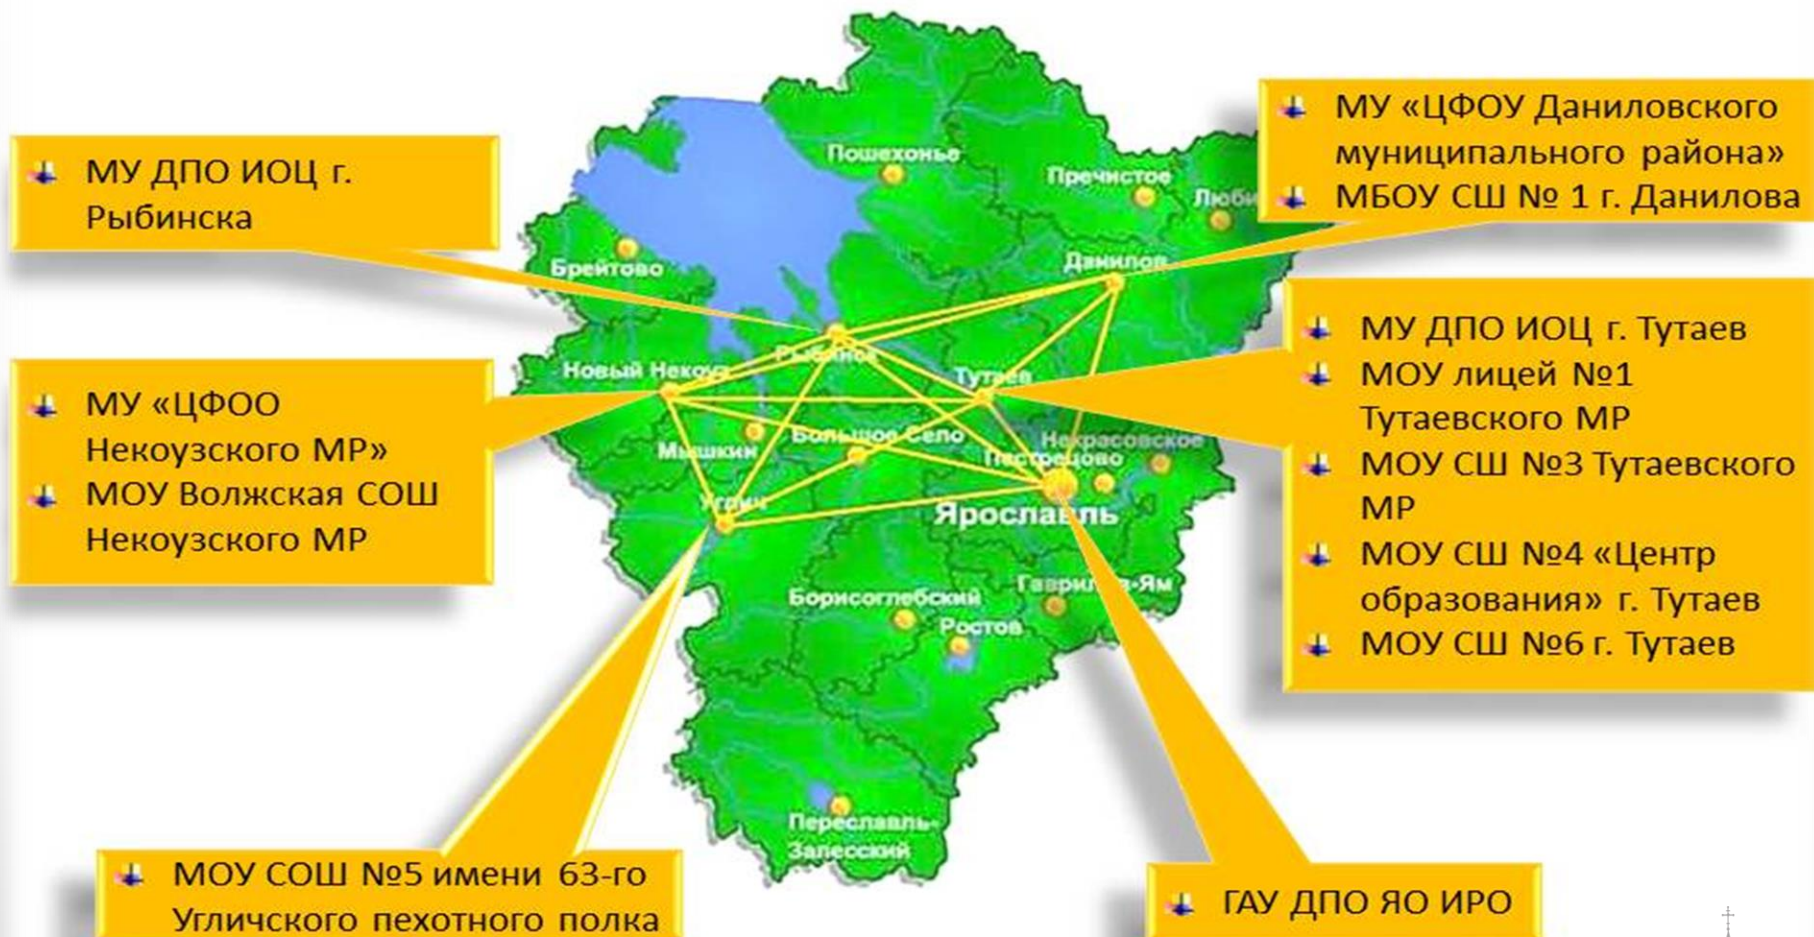 МУ ДПО ИОЦ г.
Рыбинска
МУ «ЦФОО
Некоузского МР»
МОУ Волжская СОШ
Некоузского МР
МОУ СОШ №5 имени 63-го
Угличского пехотного полка
Пошехонье
Пречистое
Люби
Брейтово
Данилов
Рыбинск
Новый Некоуз
Тутаев
Мышкин
Большое Село
Некрасовское
Пестрецово
Углич
Ярославль
Гаврилов-Ям
Борисоглебский
Ростов
Переславль-
Залесский
МУ «ЦФОУ Даниловского
муниципального района»
МБОУ СШ № 1 г. Данилова
МУ ДПО ИОЦ г. Тутаев
МОУ лицей №1
Тутаевского МР
МОУ СШ №3 Тутаевского
МР
МОУ СШ №4 «Центр
образования» г. Тутаев
МОУ СШ №6 г. Тутаев
ГАУ ДПО ЯО ИРО